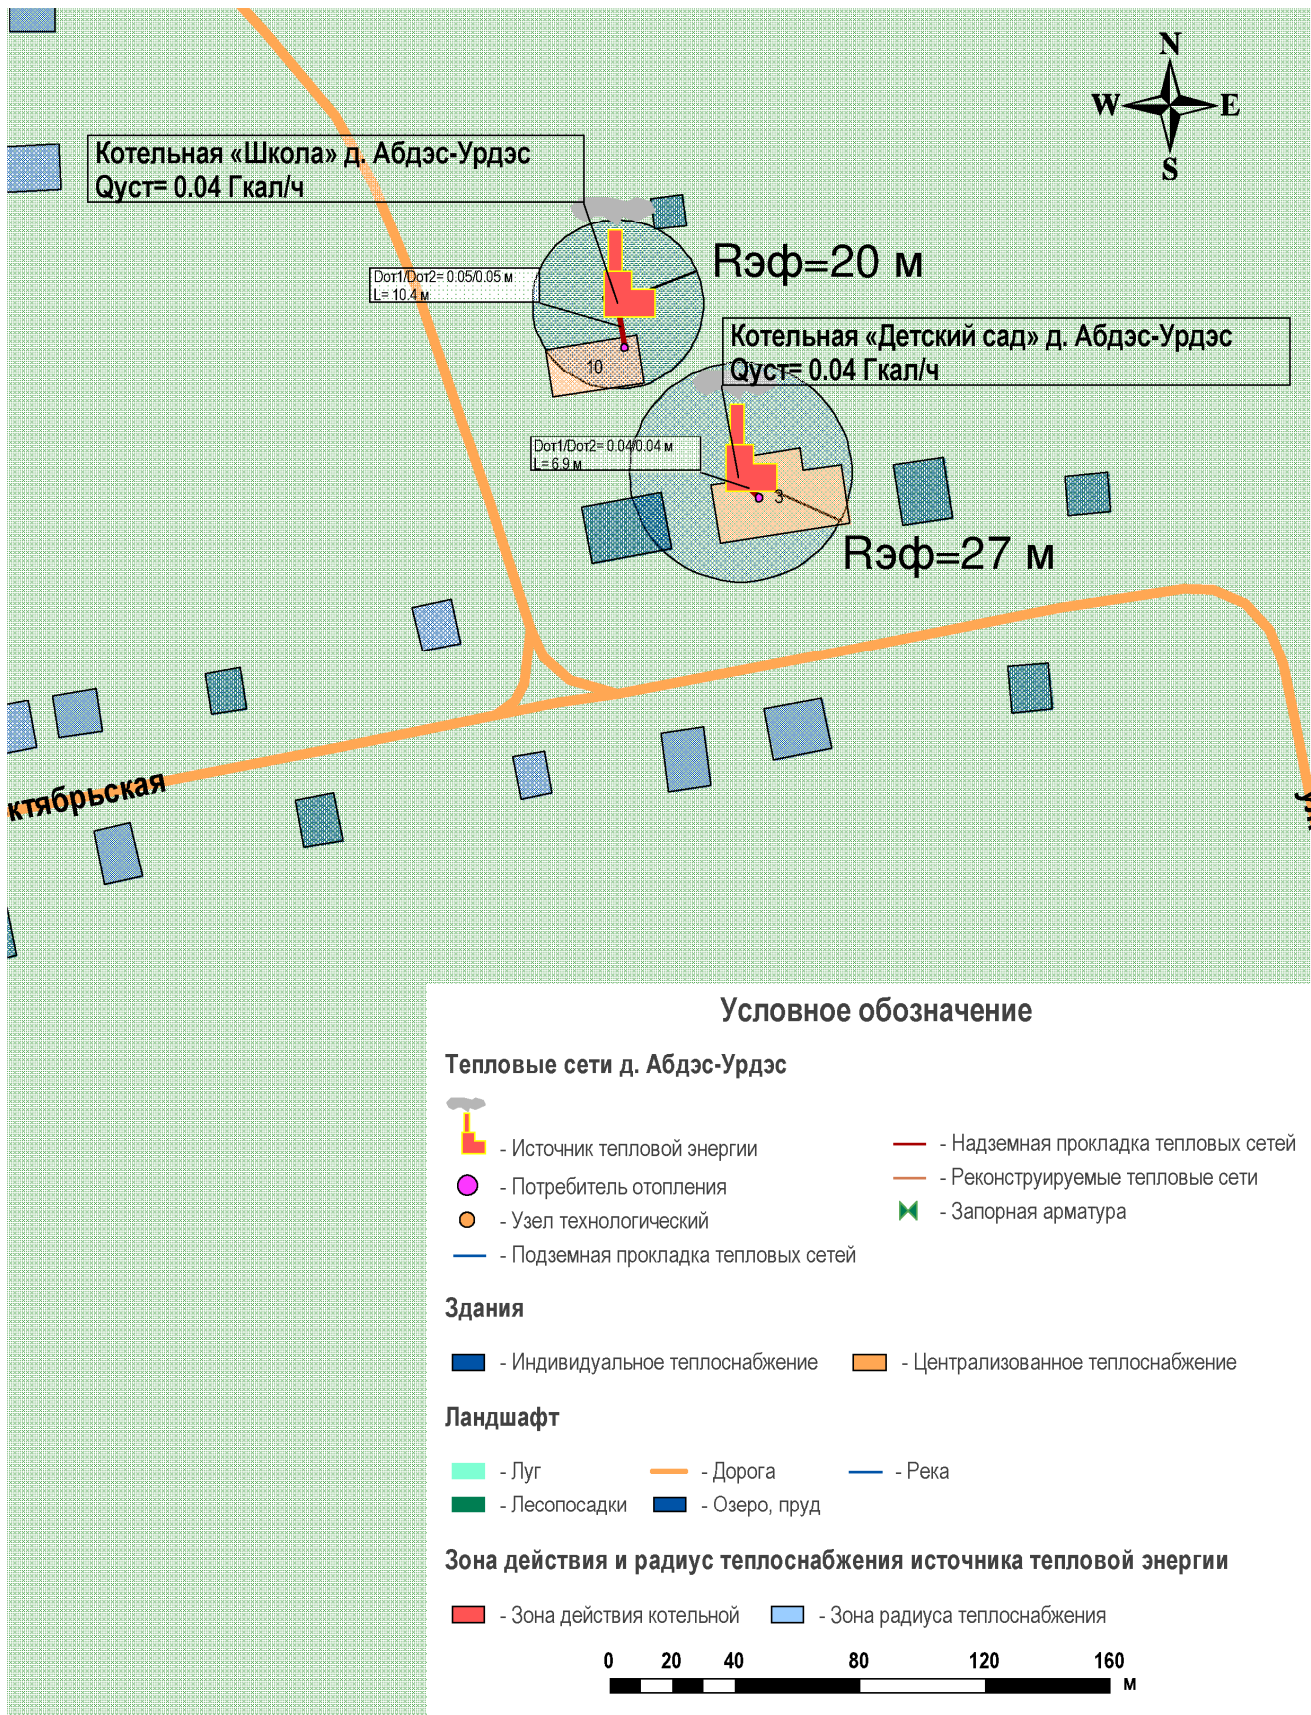 N
W E
S
Котельная «Школа» д. Абдэс-Урдэс
Qуст= 0.04 Гкал/ч
Rэф=20 м
Dот1/Dот2= 0.05/0.05 м
L= 10.4 м
Котельная «Детский сад» д. Абдэс-Урдэс
Qуст= 0.04 Гкал/ч
10
Dот1/Dот2= 0.04/0.04 м
L= 6.9 м
3
Rэф=27 м
ктябрьская
ул
Условное обозначение
Тепловые сети д. Абдэс-Урдэс
- Источник тепловой энергии
- Надземная прокладка тепловых сетей
- Потребитель отопления
- Реконструируемые тепловые сети
- Узел технологический
- Запорная арматура
- Подземная прокладка тепловых сетей
Здания
- Индивидуальное теплоснабжение
- Централизованное теплоснабжение
Ландшафт
- Луг
- Дорога
- Река
- Лесопосадки
- Озеро, пруд
Зона действия и радиус теплоснабжения источника тепловой энергии
- Зона действия котельной
- Зона радиуса теплоснабжения
0 20 40 80 120 160
м